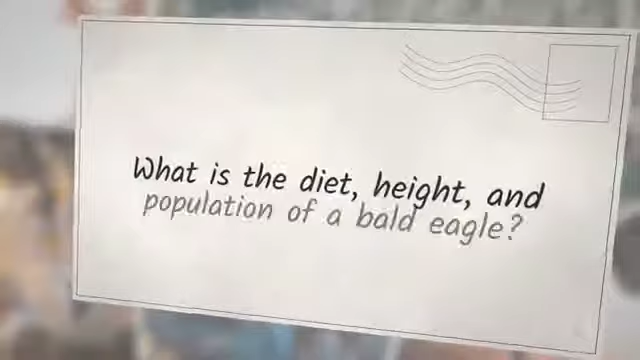 What is the diet, height, and
population of a bald eagle?